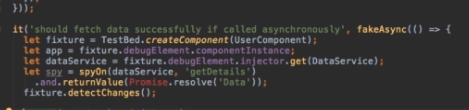 }));
it('should fetch data successfully if called asynchronously', fakeAsync(() => {
let fixture = TestBed.createComponent(UserComponent);
let app = fixture.debugElement.componentInstance;
let dataService = fixture.debugElement.injector.get(DataService);
let spy = spyOn(dataService, 'getDetails')
.and.returnValue(Promise.resolve('Data'));
fixture.detectChanges();